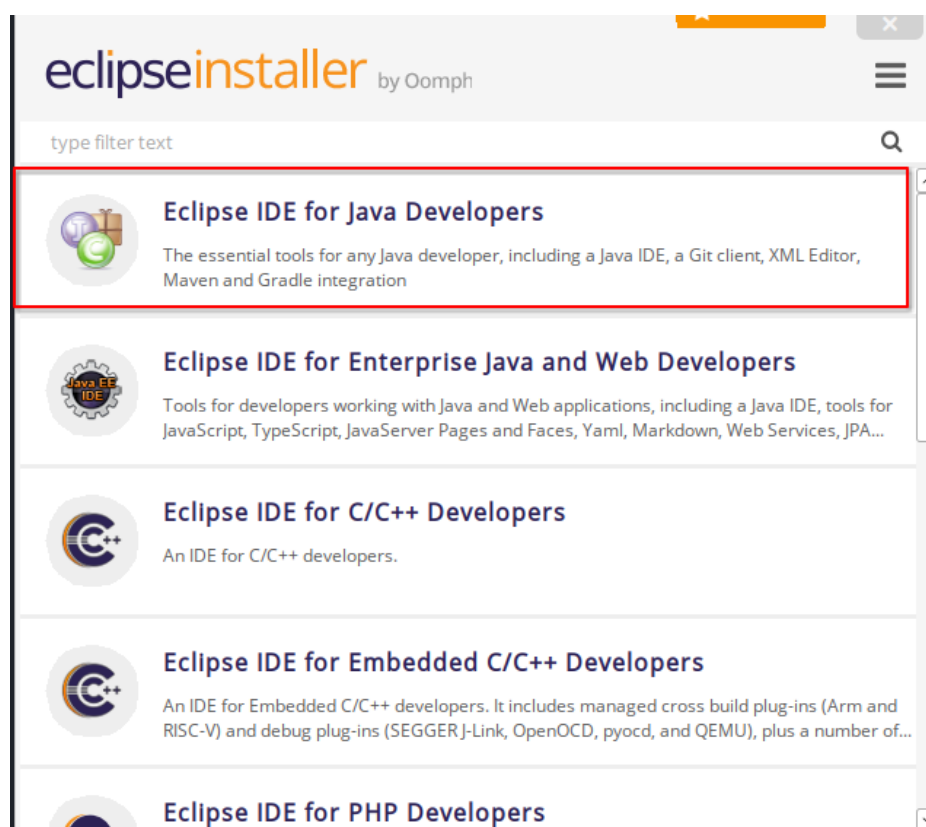 eclipseinstaller by Oomph
type filter text
Eclipse IDE for Java Developers
The essential tools for any Java developer, including a Java IDE, a Git client, XML Editor,
Maven and Gradle integration
Eclipse IDE for Enterprise Java and Web Developers
Java EE
IDE
Tools for developers working with Java and Web applications, including a Java IDE, tools for
JavaScript, TypeScript, JavaServer Pages and Faces, Yaml, Markdown, Web Services, JPA...
Eclipse IDE for C/C++ Developers
C++
An IDE for C/C++ developers.
Eclipse IDE for Embedded C/C++ Developers
C++
An IDE for Embedded C/C++ developers. It includes managed cross build plug-ins (Arm and
RISC-V) and debug plug-ins (SEGGER J-Link, OpenOCD, pyocd, and QEMU), plus a number of...
Eclipse IDE for PHP Developers